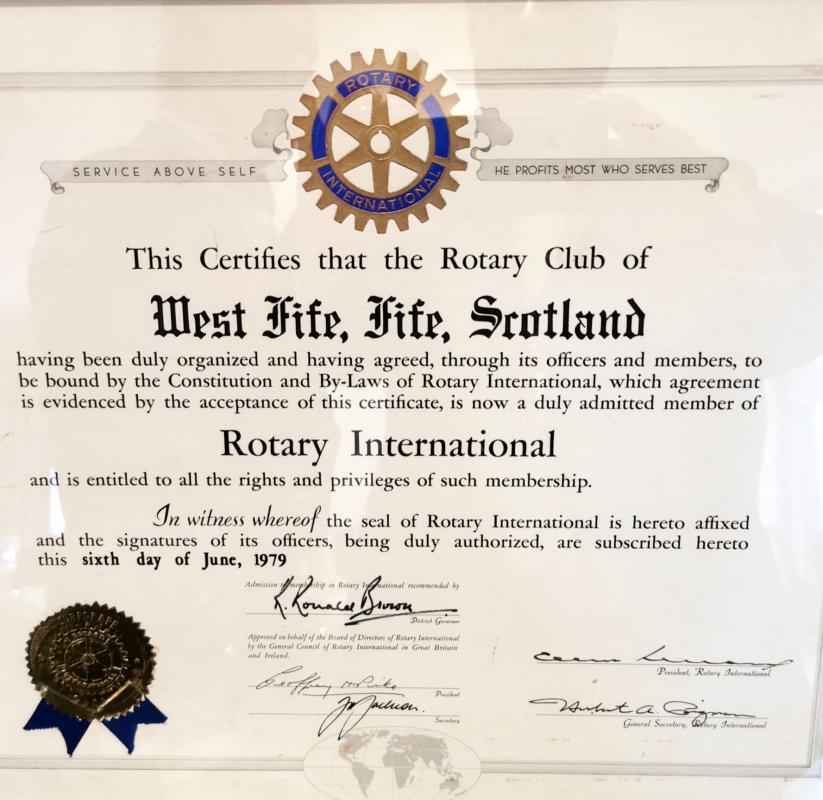 ROTARY
INTERNATIONAL
SERVICE ABOVE SELF
HE PROFITS MOST WHO SERVES BEST
This Certifies that the Rotary Club of
West Fife, Fife, Scotland
having been duly organized and having agreed, through its officers and members, to
be bound by the Constitution and By-Laws of Rotary International, which agreement
is evidenced by the acceptance of this certificate, is now a duly admitted member of
Rotary International
and is entitled to all the rights and privileges of such membership.
In witness whereof the seal of Rotary International is hereto affixed
and the signatures of its officers, being duly authorized, are subscribed hereto
this sixth day of June, 1979
Admission to membership in Rotary International recommended by
District Governor
Approved on behalf of the Board of Directors of Rotary International
by the General Council of Rotary International in Great Britain
and Ireland.
Geoffrey
President
Secretary
President, Rotary International
General Secretary, Rotary International